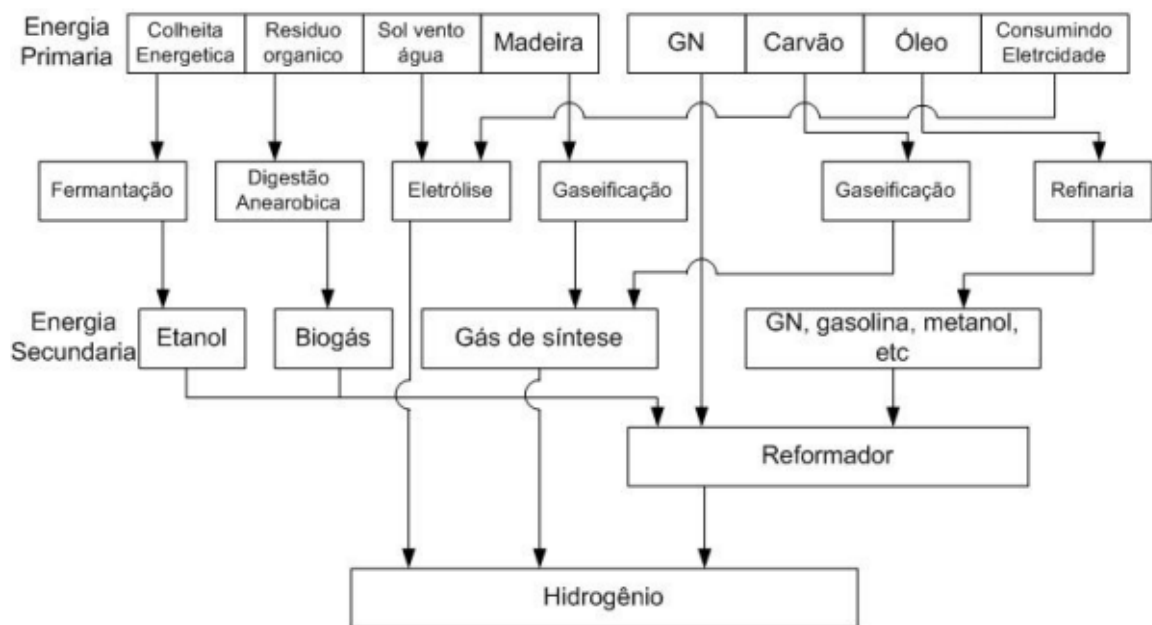 Energia
Primaria
Colheita
Energetica
Residuo
organico
Sol vento
água
Madeira
GN
Carvão
Óleo
Consumindo
Eletrcidade
Fermantação
Digestão
Anearobica
Eletrólise
Gaseificação
Gaseificação
Refinaria
Energia
Secundaria
Etanol
Biogás
Gás de síntese
GN, gasolina, metanol,
etc
Reformador
Hidrogênio